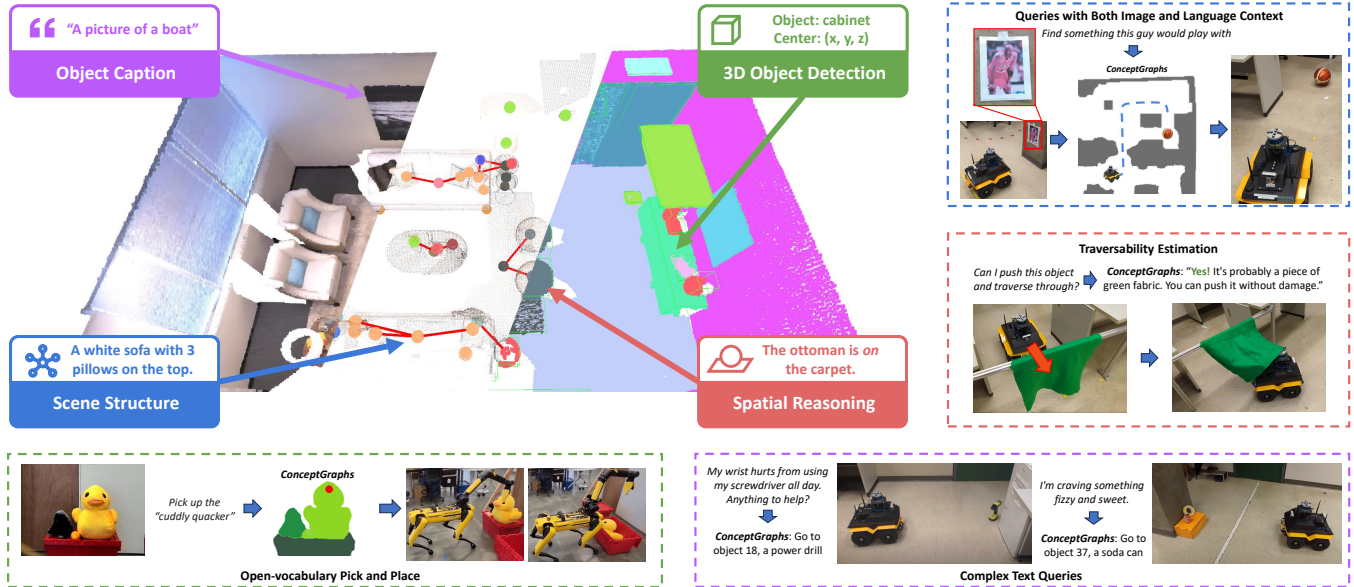 “A picture of a boat”
Object Caption
Object: cabinet
Center: (x, y, z)
3D Object Detection
A white sofa with 3
pillows on the top.
Scene Structure
The ottoman is on
the carpet.
Spatial Reasoning
Queries with Both Image and Language Context
Find something this guy would play with
ConceptGraphs
Traversability Estimation
Can I push this object
and traverse through?
ConceptGraphs: “Yes! It's probably a piece of
green fabric. You can push it without damage.”
Pick up the
“cuddly quacker”
ConceptGraphs
Open-vocabulary Pick and Place
My wrist hurts from using
my screwdriver all day.
Anything to help?
ConceptGraphs: Go to
object 18, a power drill
I'm craving something
fizzy and sweet.
ConceptGraphs: Go to
object 37, a soda can
Complex Text Queries